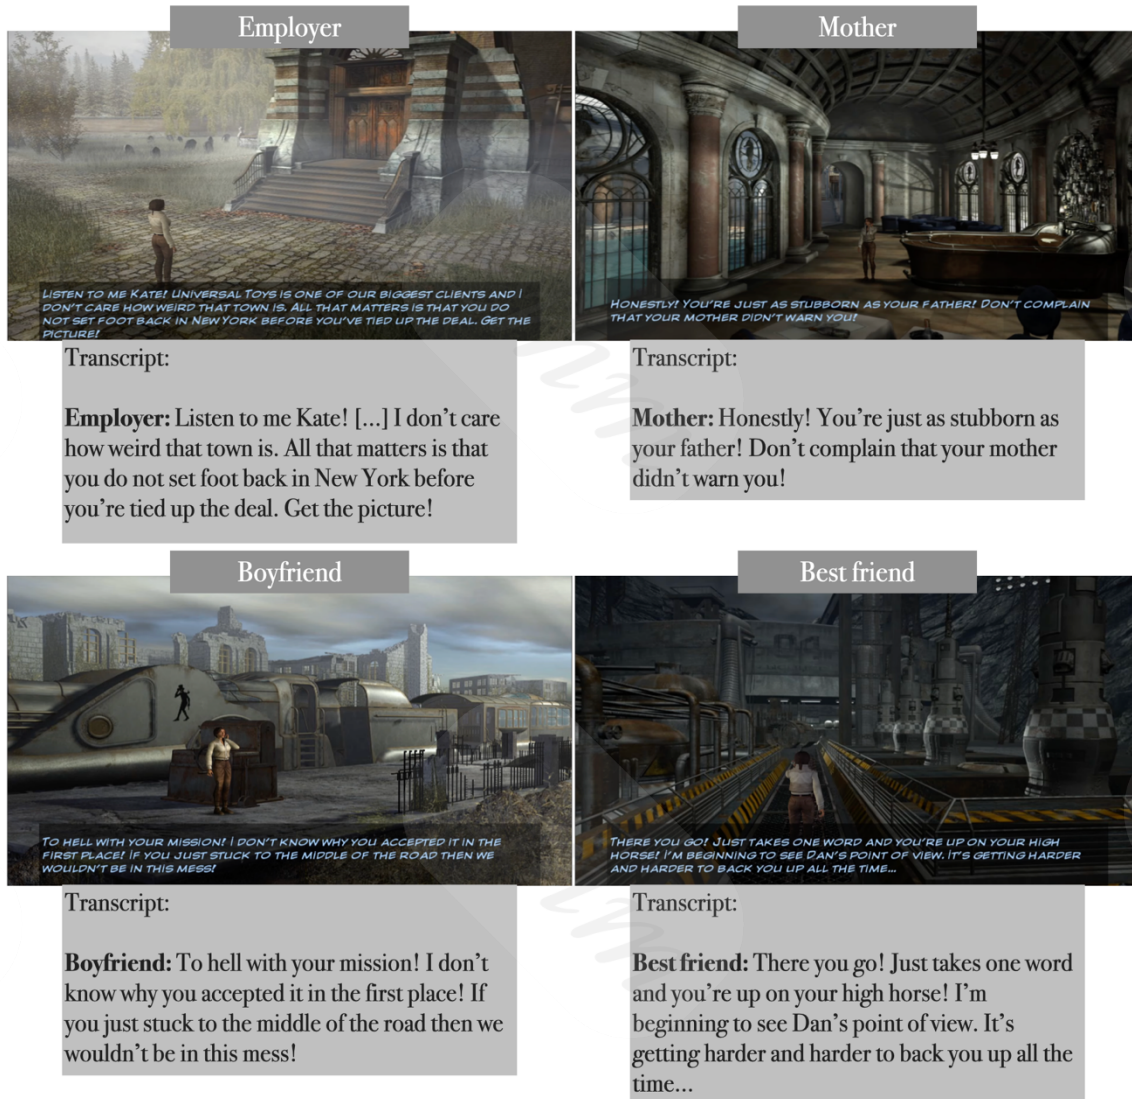 Employer
Mother
LISTEN TO ME KATE! UNIVERSAL TOYS IS ONE OF OUR BIGGEST CLIENTS AND I
DON'T CARE HOW WEIRD THAT TOWN IS. ALL THAT MATTERS IS THAT YOU DO
NOT SET FOOT BACK IN NEW YORK BEFORE YOU'VE TIED UP THE DEAL. GET THE
PICTURE!
HONESTLY! YOU'RE JUST AS STUBBORN AS YOUR FATHER! DON'T COMPLAIN
THAT YOUR MOTHER DIDN'T WARN YOU!
Transcript:
Employer: Listen to me Kate! [...] I don't care
how weird that town is. All that matters is that
you do not set foot back in New York before
you're tied up the deal. Get the picture!
Transcript:
Mother: Honestly! You're just as stubborn as
your father! Don't complain that your mother
didn't warn you!
Boyfriend
Best friend
TO HELL WITH YOUR MISSION! I DON'T KNOW WHY YOU ACCEPTED IT IN THE
FIRST PLACE! IF YOU JUST STUCK TO THE MIDDLE OF THE ROAD THEN WE
WOULDN'T BE IN THIS MESS!
THERE YOU GO! JUST TAKES ONE WORD AND YOU'RE UP ON YOUR HIGH
HORSE! I'M BEGINNING TO SEE DAN'S POINT OF VIEW. IT'S GETTING HARDER
AND HARDER TO BACK YOU UP ALL THE TIME...
Transcript:
Boyfriend: To hell with your mission! I don't
know why you accepted it in the first place! If
you just stuck to the middle of the road then we
wouldn't be in this mess!
Transcript:
Best friend: There you go! Just takes one word
and you're up on your high horse! I'm
beginning to see Dan's point of view. It's
getting harder and harder to back you up all the
time...